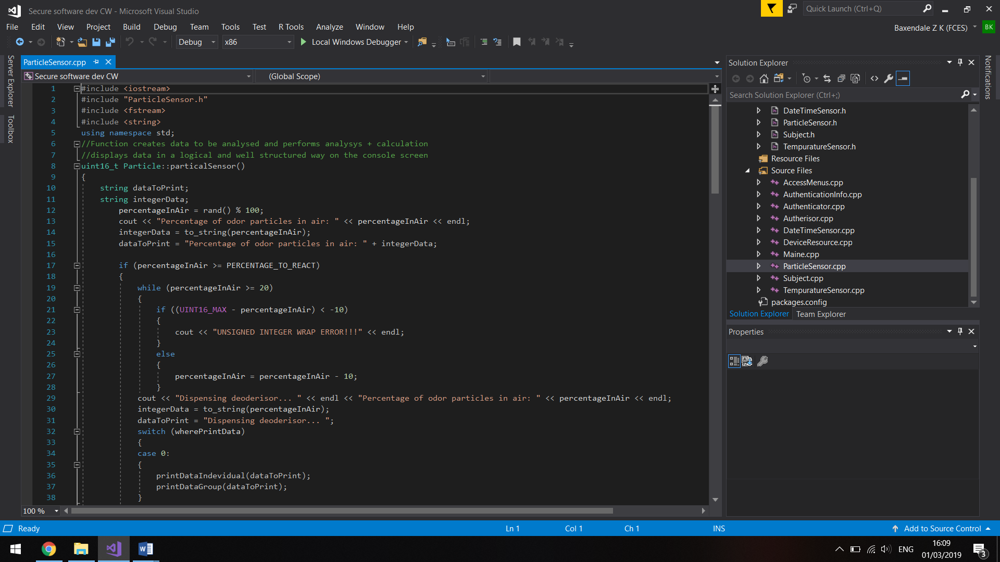 Secure software dev CW - Microsoft Visual Studio
Quick Launch (Ctrl+Q)
File Edit View Project Build Debug Team Tools Test R Tools Analyze Window Help
Baxendale Z K (FCES) BK
Debug x86 Local Windows Debugger
Server Explorer
Toolbox
ParticleSensor.cpp
Secure software dev CW (Global Scope)
1 #include <iostream>
2 #include "ParticleSensor.h"
3 #include <fstream>
4 #include <string>
5 using namespace std;
6 //Function creates data to be analysed and performs analysys + calculation
7 //displays data in a logical and well structured way on the console screen
8 uint16_t Particle::particalSensor()
9 {
10 string dataToPrint;
11 string integerData;
12 percentageInAir = rand() % 100;
13 cout << "Percentage of odor particles in air: " << percentageInAir << endl;
14 integerData = to_string(percentageInAir);
15 dataToPrint = "Percentage of odor particles in air: " + integerData;
16
17 if (percentageInAir >= PERCENTAGE_TO_REACT)
18 {
19 while (percentageInAir >= 20)
20 {
21 if ((UINT16_MAX - percentageInAir) < -10)
22 {
23 cout << "UNSIGNED INTEGER WRAP ERROR!!!" << endl;
24 }
25 else
26 {
27 percentageInAir = percentageInAir - 10;
28 }
29 cout << "Dispensing deoderisor... " << endl << "Percentage of odor particles in air: " << percentageInAir << endl;
30 integerData = to_string(percentageInAir);
31 dataToPrint = "Dispensing deoderisor... ";
32 switch (wherePrintData)
33 {
34 case 0:
35 {
36 printDataIndevidual(dataToPrint);
37 printDataGroup(dataToPrint);
38 }
100 %
Solution Explorer
Search Solution Explorer (Ctrl+;)
DateTimeSensor.h
ParticleSensor.h
Subject.h
TempuratureSensor.h
Resource Files
Source Files
AccessMenus.cpp
AuthenticationInfo.cpp
Authenticator.cpp
Autherisor.cpp
DateTimeSensor.cpp
DeviceResource.cpp
Maine.cpp
ParticleSensor.cpp
Subject.cpp
TempuratureSensor.cpp
packages.config
Solution Explorer Team Explorer
Properties
Notifications
Ready Ln 1 Col 1 Ch 1 INS Add to Source Control
ENG
16:09
01/03/2019
3